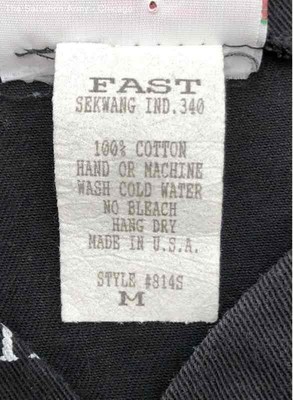 FAST
SEKWANG IND.340
100% COTTON
HAND OR MACHINE
WASH COLD WATER
NO BLEACH
HANG DRY
MADE IN U.S.A.
STYLE #814S
M